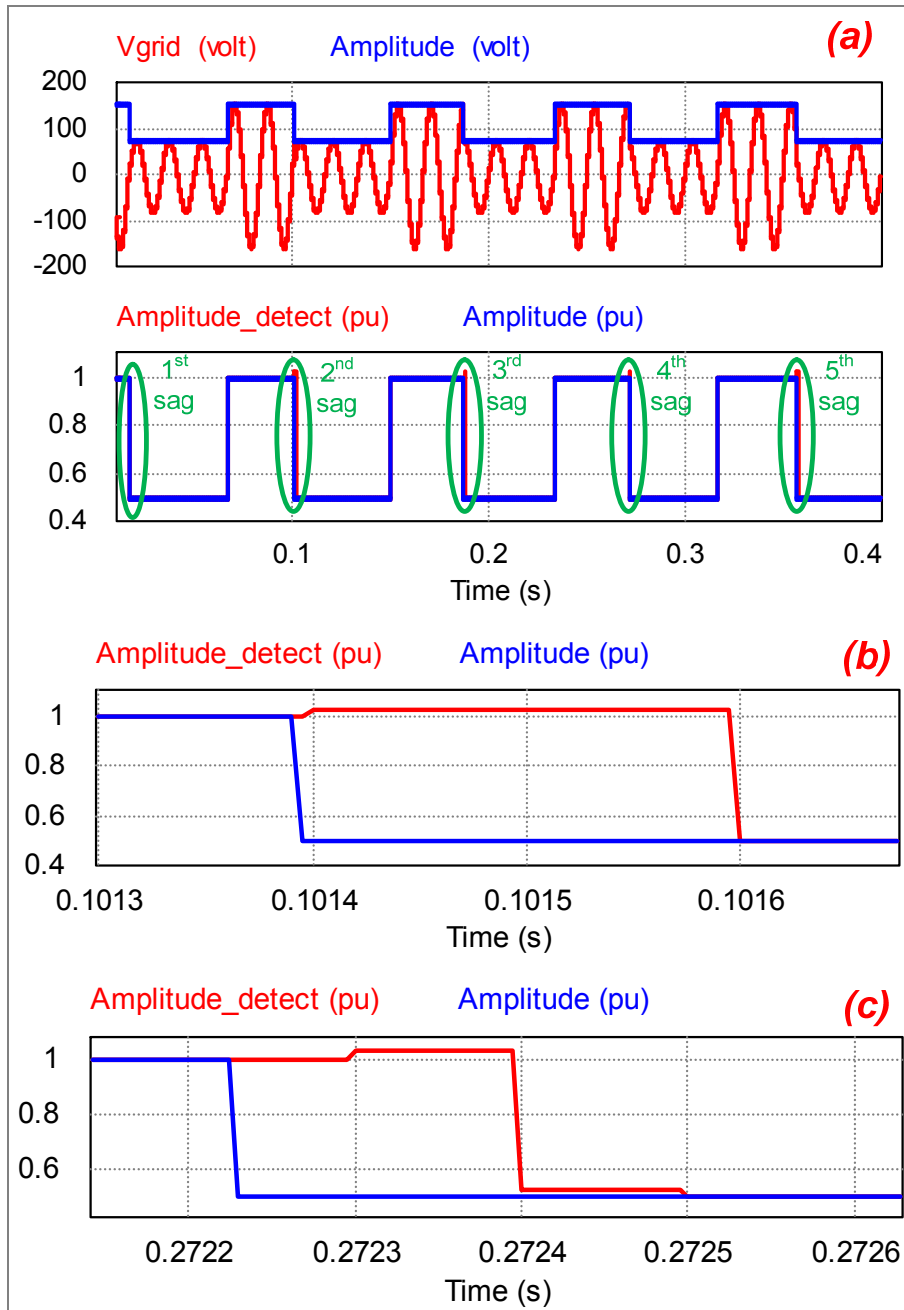 Vgrid (volt) Amplitude (volt) (a)
200
100
0
-100
-200
Amplitude_detect (pu) Amplitude (pu)
1st sag 2nd sag 3rd sag 4th sag 5th sag
1
0.8
0.6
0.4
0.1 0.2 0.3 0.4
Time (s)
Amplitude_detect (pu) Amplitude (pu) (b)
1
0.8
0.6
0.4
0.1013 0.1014 0.1015 0.1016
Time (s)
Amplitude_detect (pu) Amplitude (pu) (c)
1
0.8
0.6
0.2722 0.2723 0.2724 0.2725 0.2726
Time (s)